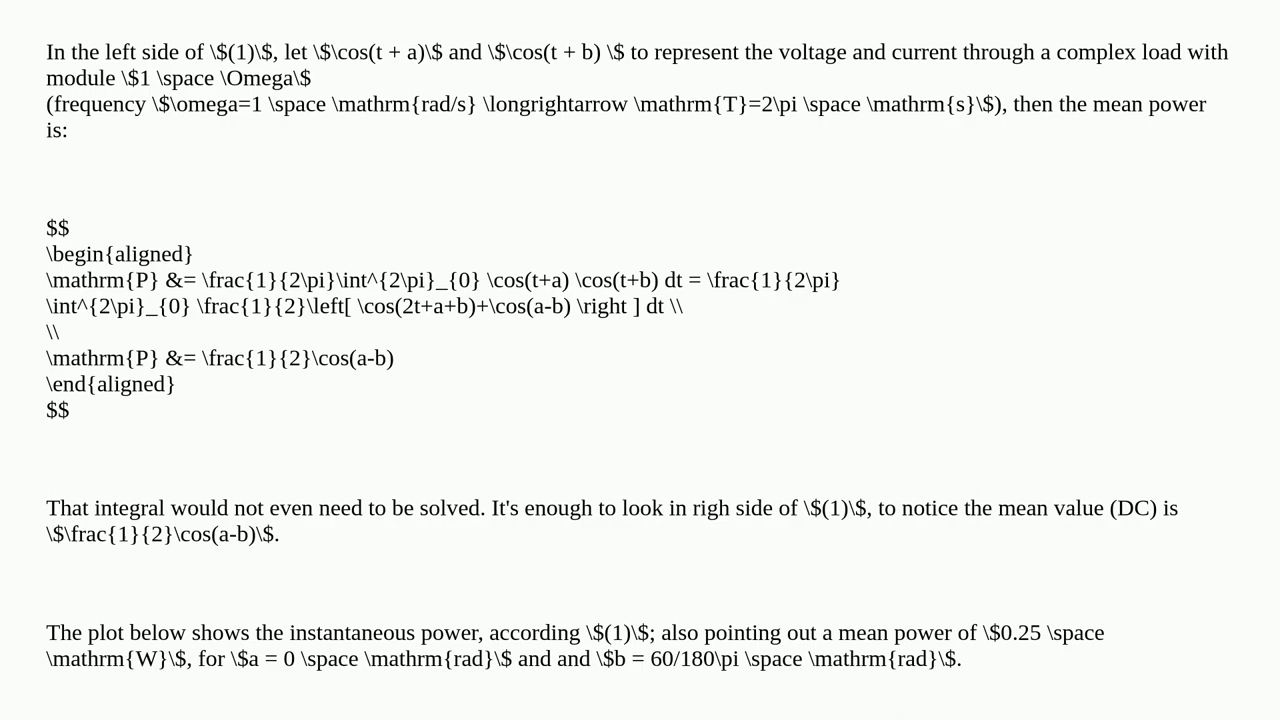 In the left side of \$(1)\$, let \$\cos(t + a)\$ and \$\cos(t + b) \$ to represent the voltage and current through a complex load with
module \$1 \space \Omega\$
(frequency \$\omega=1 \space \mathrm{rad/s} \longrightarrow \mathrm{T}=2\pi \space \mathrm{s}\$), then the mean power
is:
$$
\begin{aligned}
\mathrm{P} &= \frac{1}{2\pi}\int^{2\pi}_{0} \cos(t+a) \cos(t+b) dt = \frac{1}{2\pi}
\int^{2\pi}_{0} \frac{1}{2}\left[ \cos(2t+a+b)+\cos(a-b) \right ] dt \\
\\
\mathrm{P} &= \frac{1}{2}\cos(a-b)
\end{aligned}
$$
That integral would not even need to be solved. It's enough to look in righ side of \$(1)\$, to notice the mean value (DC) is
\$\frac{1}{2}\cos(a-b)\$.
The plot below shows the instantaneous power, according \$(1)\$; also pointing out a mean power of \$0.25 \space
\mathrm{W}\$, for \$a = 0 \space \mathrm{rad}\$ and and \$b = 60/180\pi \space \mathrm{rad}\$.